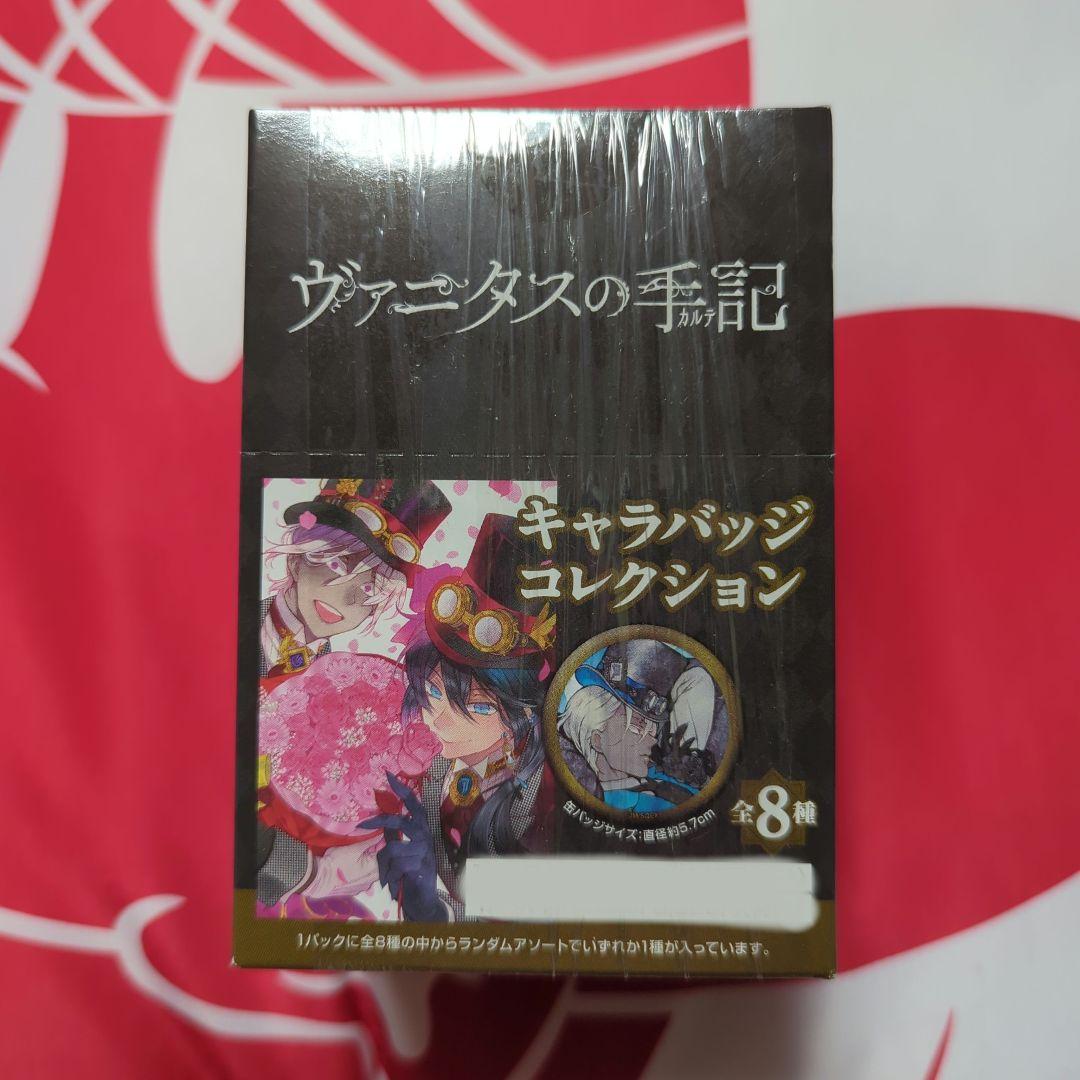 ヴァニタスの手記
カルテ
キャラバッジ
コレクション
缶バッジサイズ:直径約5.7cm
全8種
1パックに全8種の中からランダムアソートでいずれか1種が入っています。